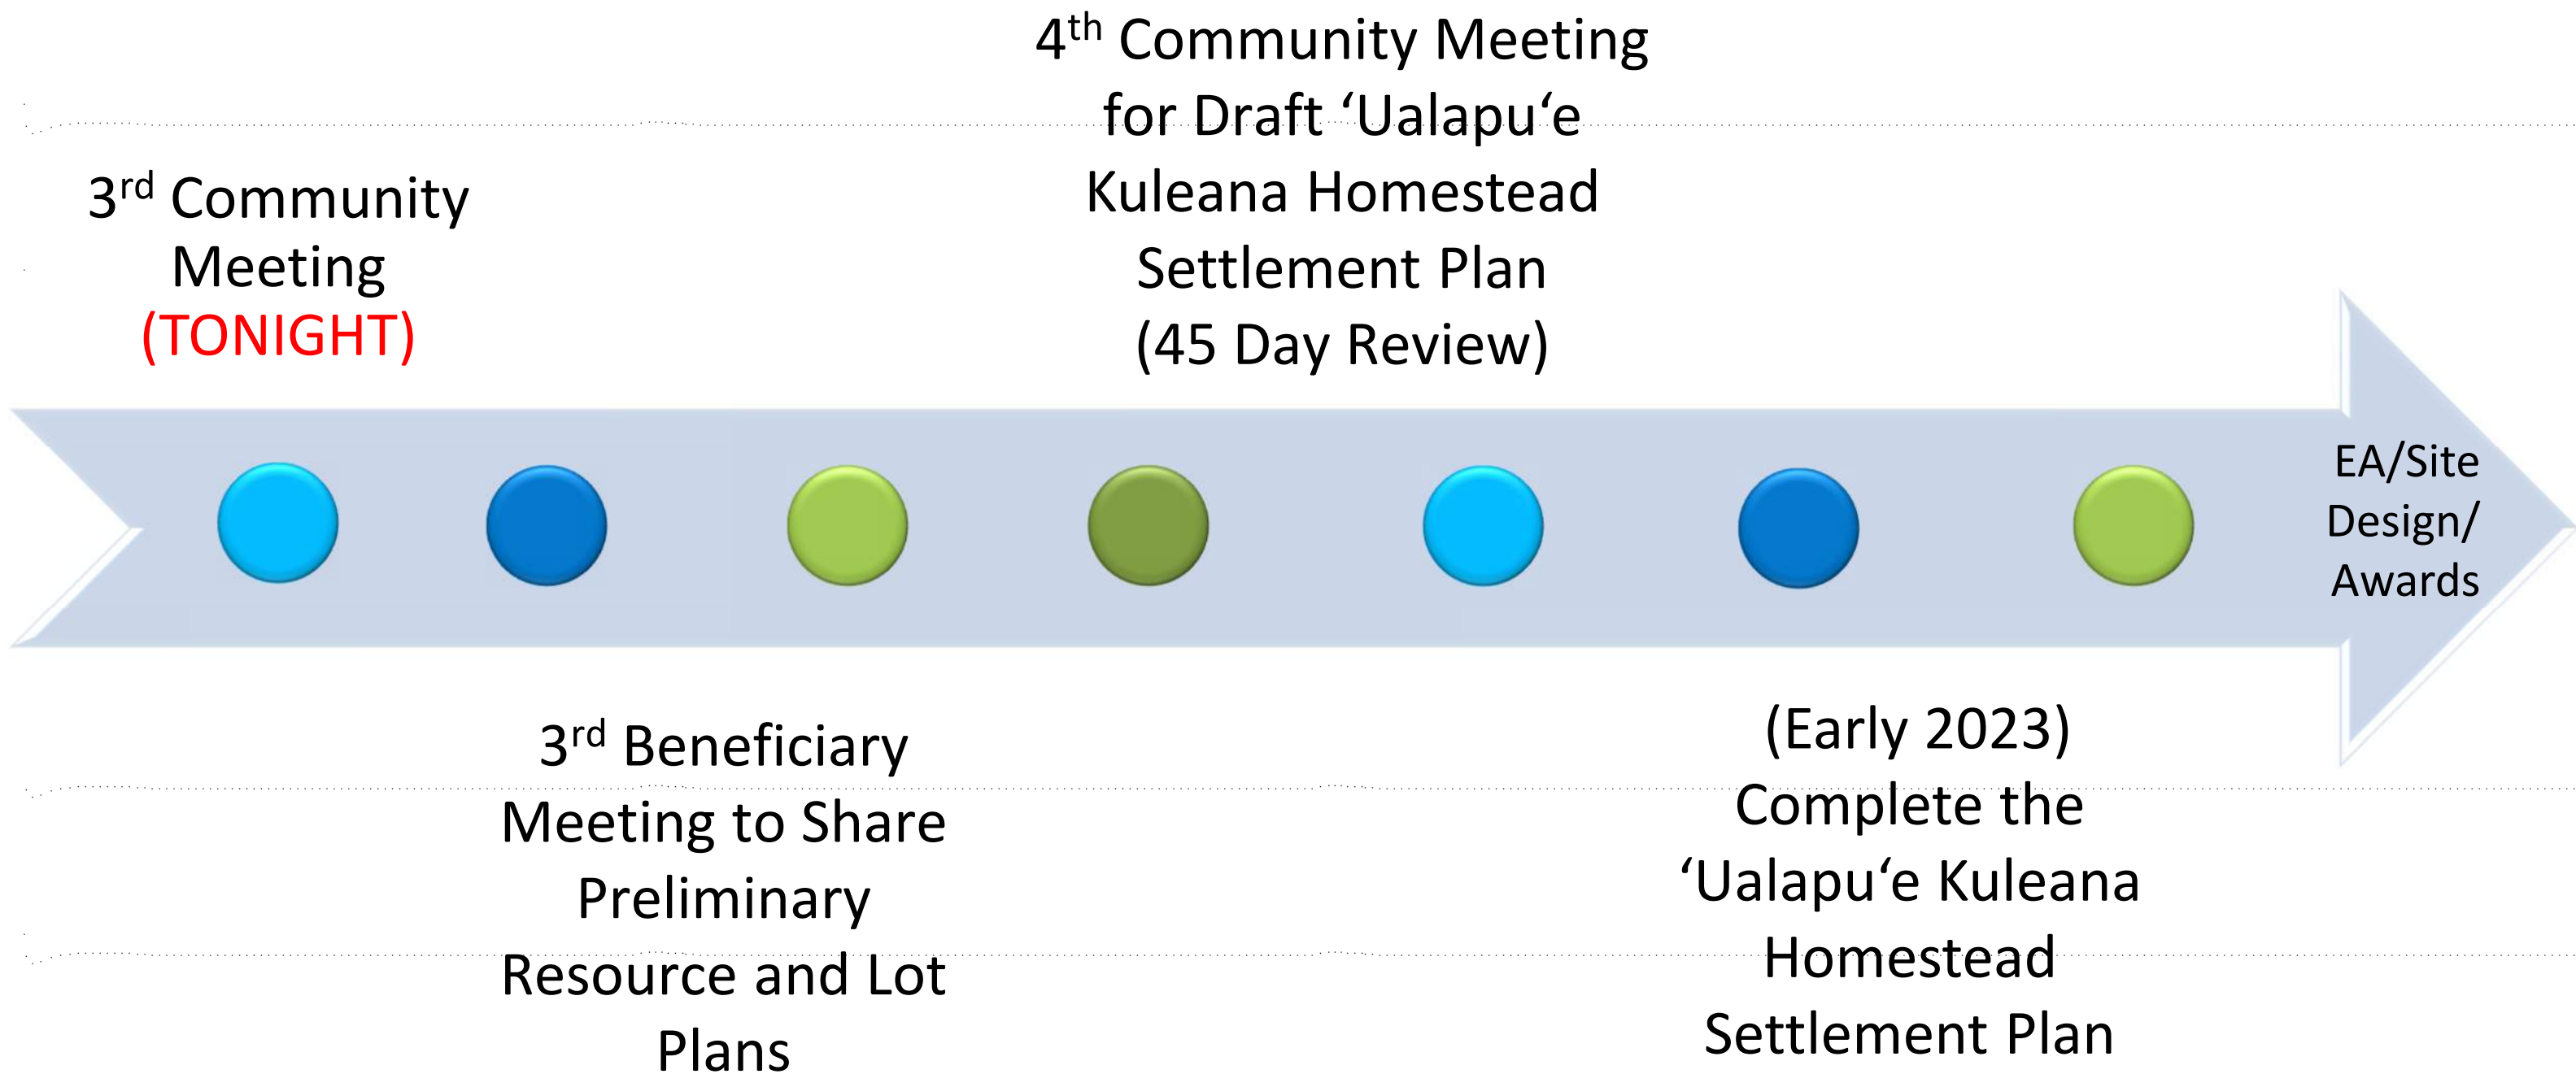 3rd Community
Meeting
(TONIGHT)
3rd Beneficiary
Meeting to Share
Preliminary
Resource and Lot
Plans
4th Community Meeting
for Draft ‘Ualapu‘e
Kuleana Homestead
Settlement Plan
(45 Day Review)
(Early 2023)
Complete the
‘Ualapu‘e Kuleana
Homestead
Settlement Plan
EA/Site
Design/
Awards